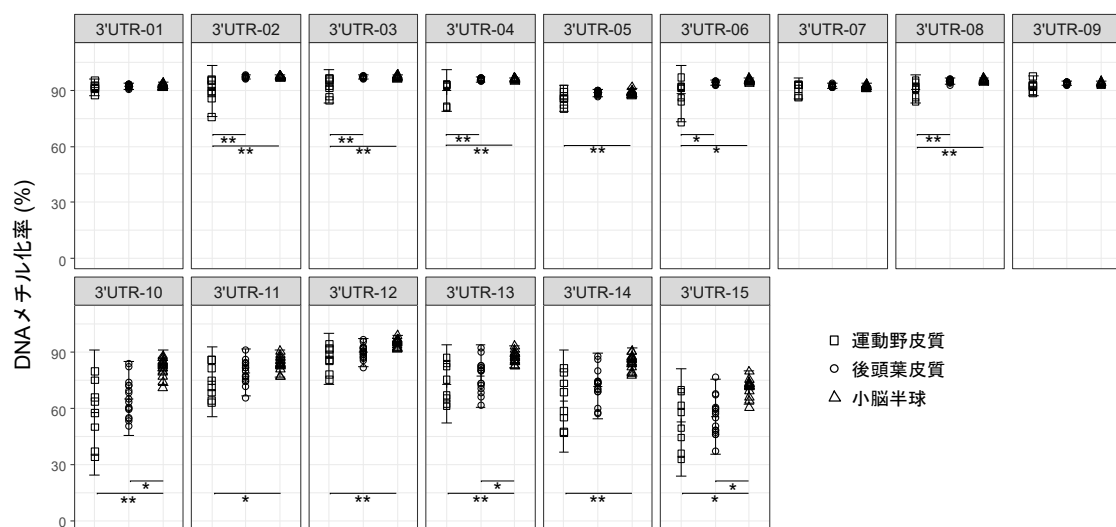 3'UTR-01 3'UTR-02 3'UTR-03 3'UTR-04 3'UTR-05 3'UTR-06 3'UTR-07 3'UTR-08 3'UTR-09
90
60
30
0
** ** ** * **
** ** ** ** * **
DNAメチル化率 (%)
3'UTR-10 3'UTR-11 3'UTR-12 3'UTR-13 3'UTR-14 3'UTR-15
90
60
30
0
* * *
** * ** ** ** *
運動野皮質
後頭葉皮質
小脳半球